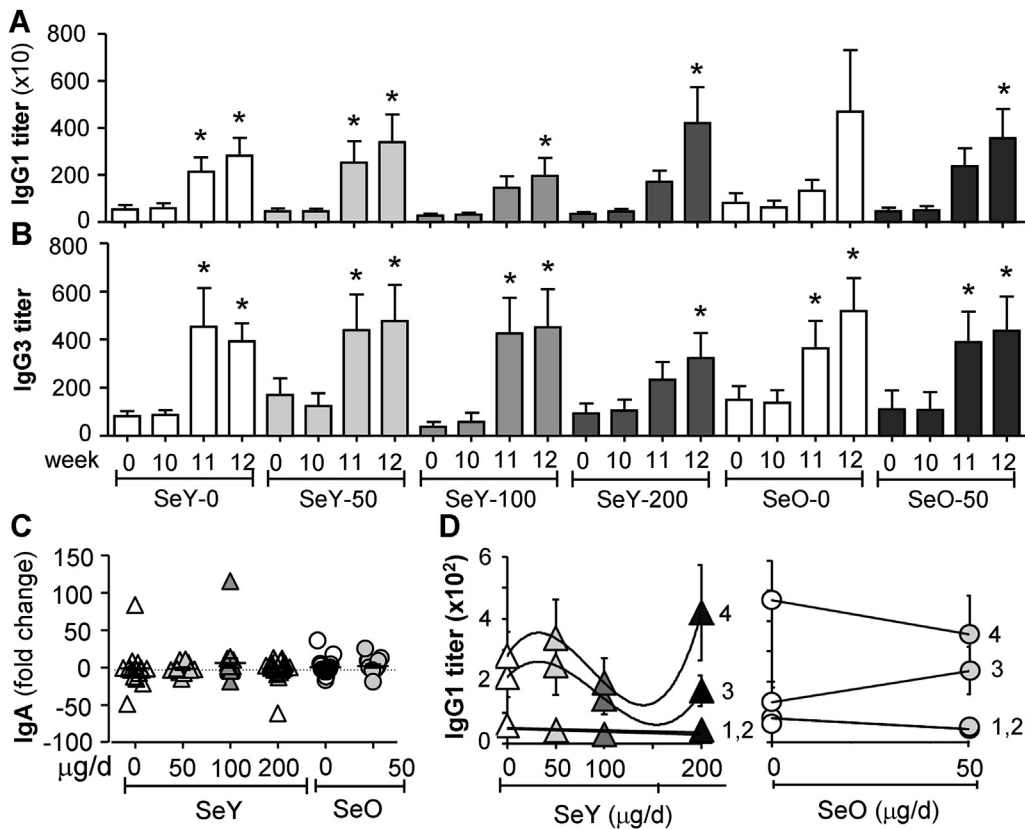 A
IgG1 titer (x10)
800
600
400
200
0
* * * * * * *
B
IgG3 titer
800
600
400
200
0
* * * * * * * * * * *
week 0 10 11 12 0 10 11 12 0 10 11 12 0 10 11 12 0 10 11 12 0 10 11 12
SeY-0 SeY-50 SeY-100 SeY-200 SeO-0 SeO-50
C
IgA (fold change)
150
100
50
0
-50
-100
µg/d 0 50 100 200 0 50
SeY SeO
D
IgG1 titer (x10²)
6
4
2
0
4
3
1,2
0 50 100 200
SeY (µg/d)
4
3
1,2
0 50
SeO (µg/d)